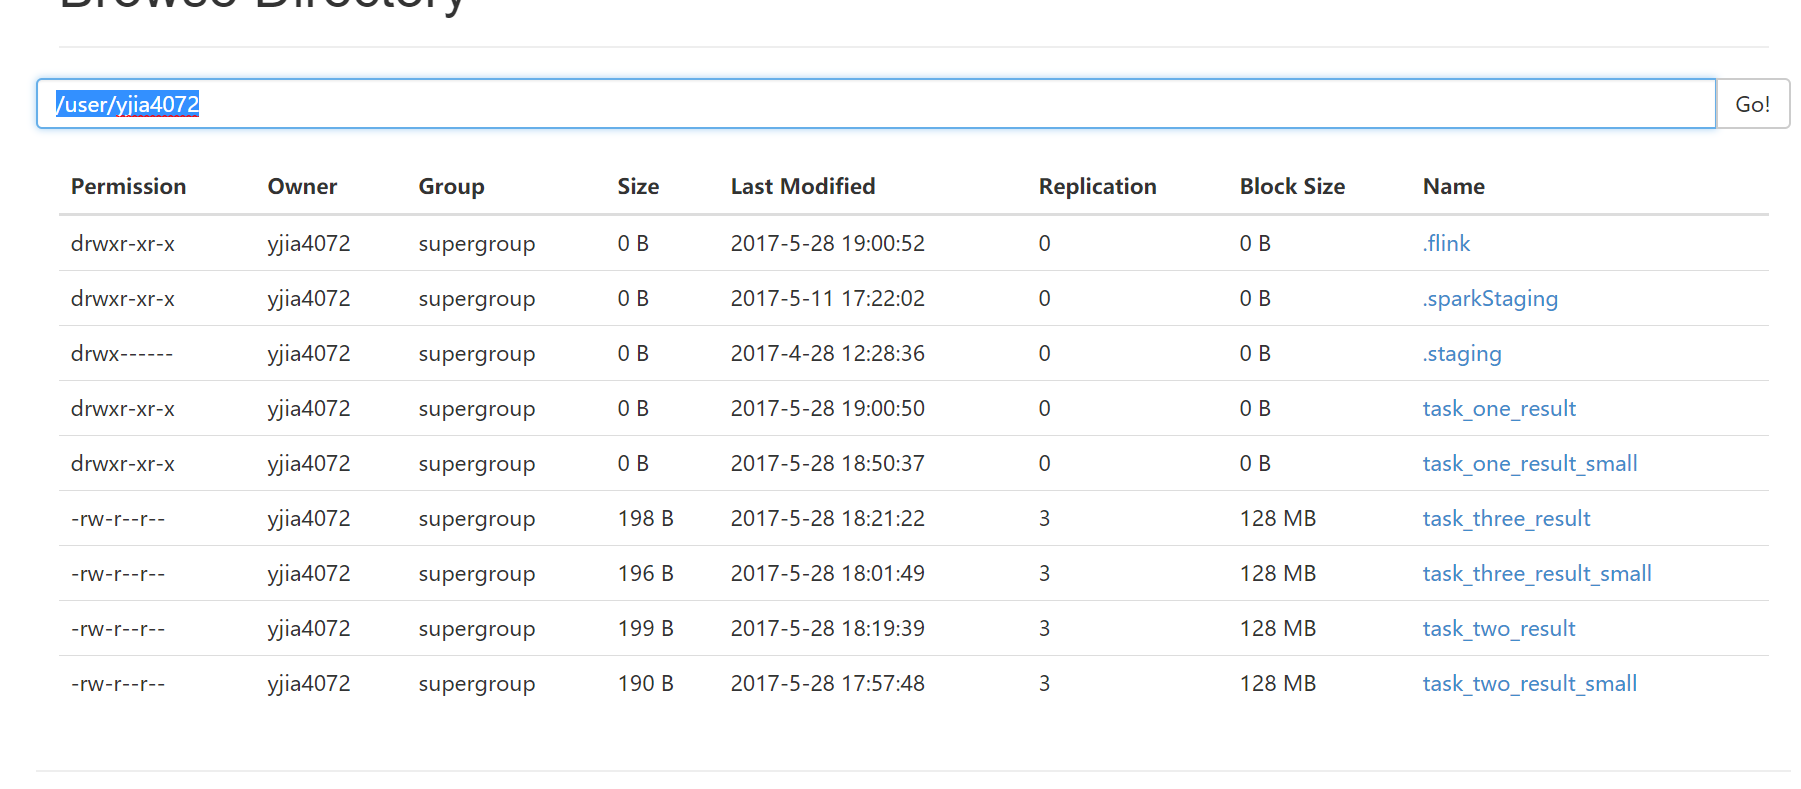 Browse Directory
/user/yjia4072 Go!
Permission Owner Group Size Last Modified Replication Block Size Name
drwxr-xr-x yjia4072 supergroup 0 B 2017-5-28 19:00:52 0 0 B .flink
drwxr-xr-x yjia4072 supergroup 0 B 2017-5-11 17:22:02 0 0 B .sparkStaging
drwx------ yjia4072 supergroup 0 B 2017-4-28 12:28:36 0 0 B .staging
drwxr-xr-x yjia4072 supergroup 0 B 2017-5-28 19:00:50 0 0 B task_one_result
drwxr-xr-x yjia4072 supergroup 0 B 2017-5-28 18:50:37 0 0 B task_one_result_small
-rw-r--r-- yjia4072 supergroup 198 B 2017-5-28 18:21:22 3 128 MB task_three_result
-rw-r--r-- yjia4072 supergroup 196 B 2017-5-28 18:01:49 3 128 MB task_three_result_small
-rw-r--r-- yjia4072 supergroup 199 B 2017-5-28 18:19:39 3 128 MB task_two_result
-rw-r--r-- yjia4072 supergroup 190 B 2017-5-28 17:57:48 3 128 MB task_two_result_small